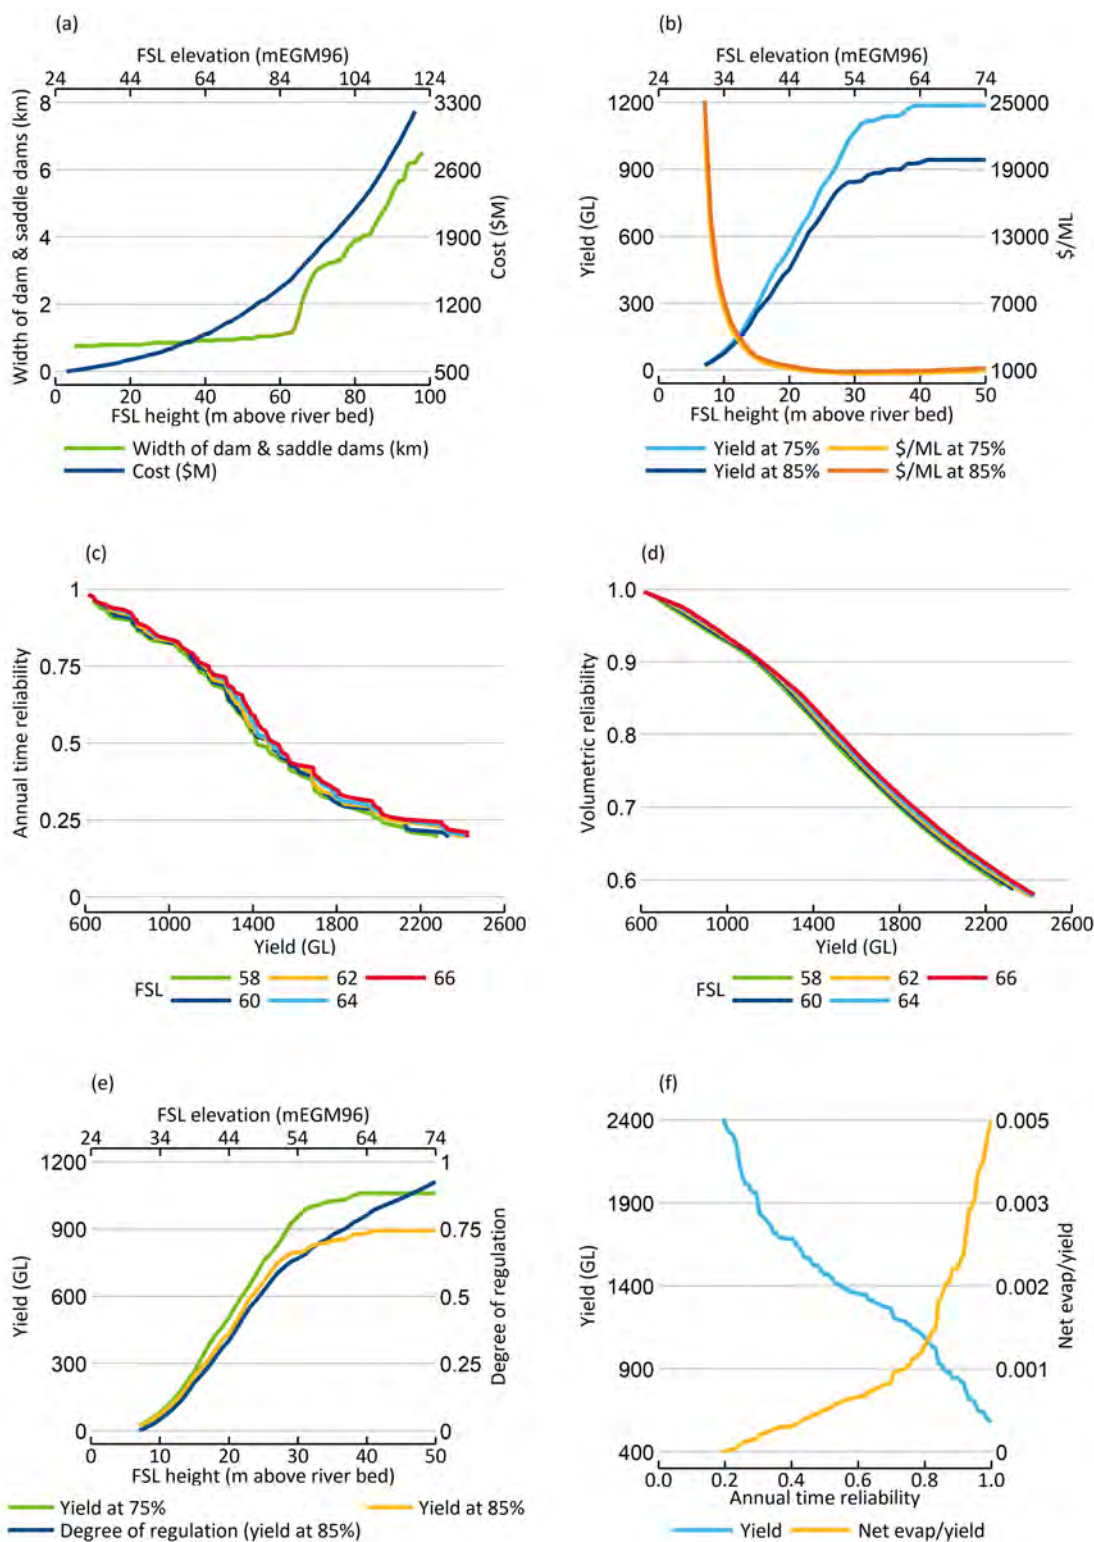 (a)
FSL elevation (mEGM96)
24 44 64 84 104 124
8 3300
6 2600
4 1900
2 1200
0 500
Width of dam & saddle dams (km)
Cost ($M)
0 20 40 60 80 100
FSL height (m above river bed)
Width of dam & saddle dams (km)
Cost ($M)
(b)
FSL elevation (mEGM96)
24 34 44 54 64 74
1200 25000
900 19000
600 13000
300 7000
0 1000
Yield (GL)
$/ML
0 10 20 30 40 50
FSL height (m above river bed)
Yield at 75% $/ML at 75%
Yield at 85% $/ML at 85%
(c)
1
0.75
0.5
0.25
0
Annual time reliability
600 1000 1400 1800 2200 2600
Yield (GL)
FSL
58 62 66
60 64
(d)
1.0
0.9
0.8
0.7
0.6
Volumetric reliability
600 1000 1400 1800 2200 2600
Yield (GL)
FSL
58 62 66
60 64
(e)
FSL elevation (mEGM96)
24 34 44 54 64 74
1200 1
900 0.75
600 0.5
300 0.25
0 0
Yield (GL)
Degree of regulation
0 10 20 30 40 50
FSL height (m above river bed)
Yield at 75% Yield at 85%
Degree of regulation (yield at 85%)
(f)
2400 0.005
1900 0.003
1400 0.002
900 0.001
400 0
Yield (GL)
Net evap/yield
0.0 0.2 0.4 0.6 0.8 1.0
Annual time reliability
Yield Net evap/yield